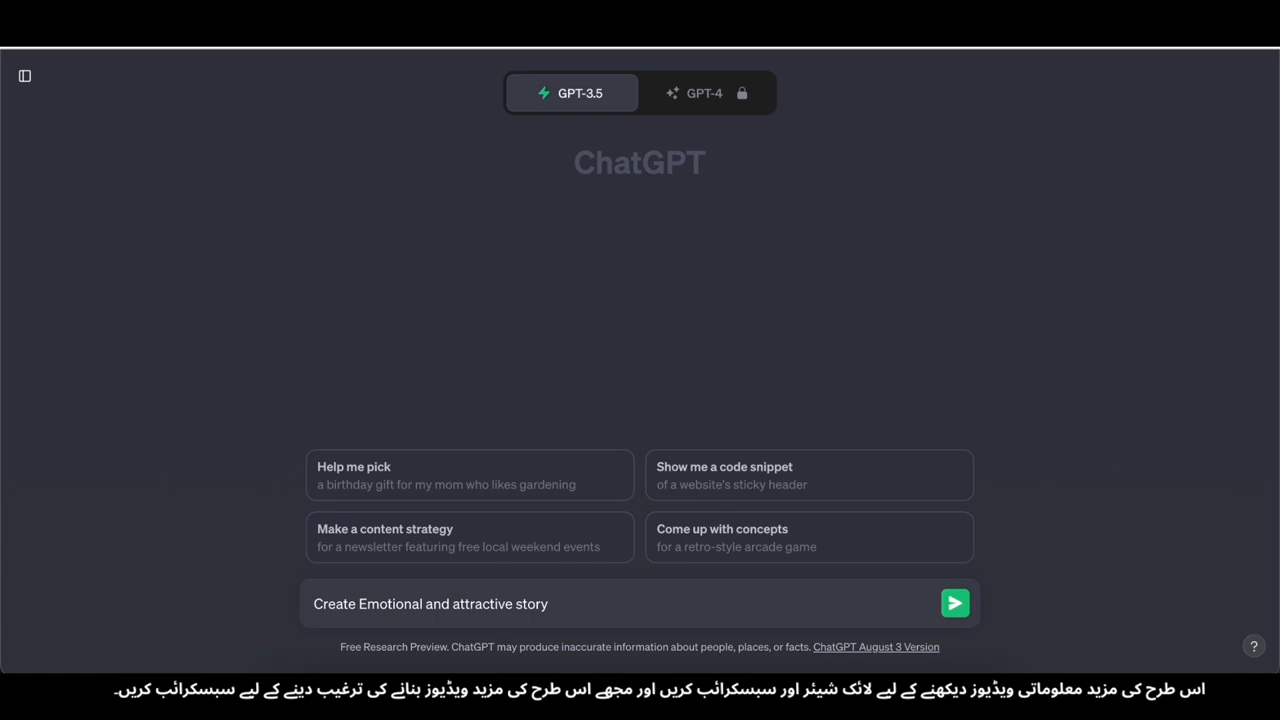 GPT-3.5
GPT-4
ChatGPT
Help me pick
a birthday gift for my mom who likes gardening
Show me a code snippet
of a website's sticky header
Make a content strategy
for a newsletter featuring free local weekend events
Come up with concepts
for a retro-style arcade game
Create Emotional and attractive story
Free Research Preview. ChatGPT may produce inaccurate information about people, places, or facts. ChatGPT August 3 Version
?
اس طرح کی مزید معلوماتی ویڈیوز دیکھنے کے لیے لائک شیئر اور سبسکرائب کریں اور مجھے اس طرح کی مزید ویڈیوز بنانے کی ترغیب دینے کے لیے سبسکرائب کریں۔